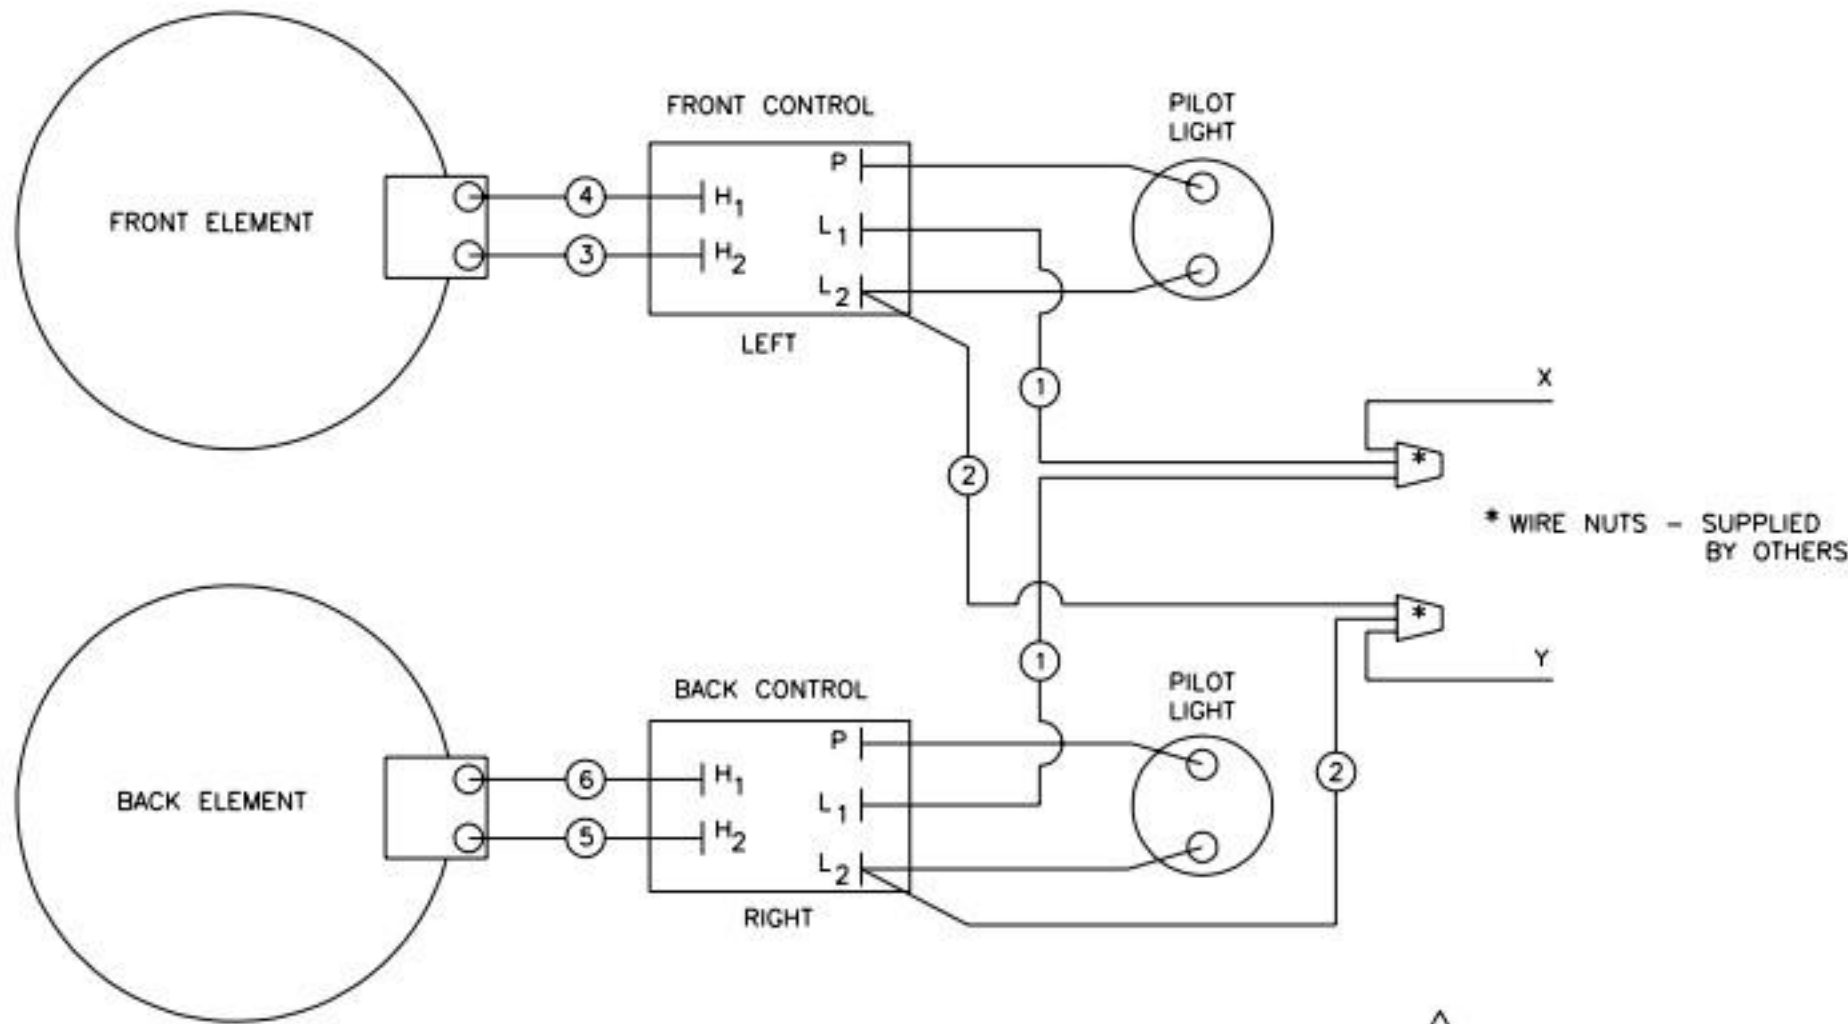 FRONT CONTROL
PILOT
LIGHT
FRONT ELEMENT
4
3
H1
H2
P
L1
L2
LEFT
1
2
X
*
* WIRE NUTS - SUPPLIED
BY OTHERS
*
Y
1
BACK CONTROL
PILOT
LIGHT
BACK ELEMENT
6
5
H1
H2
P
L1
L2
2
RIGHT